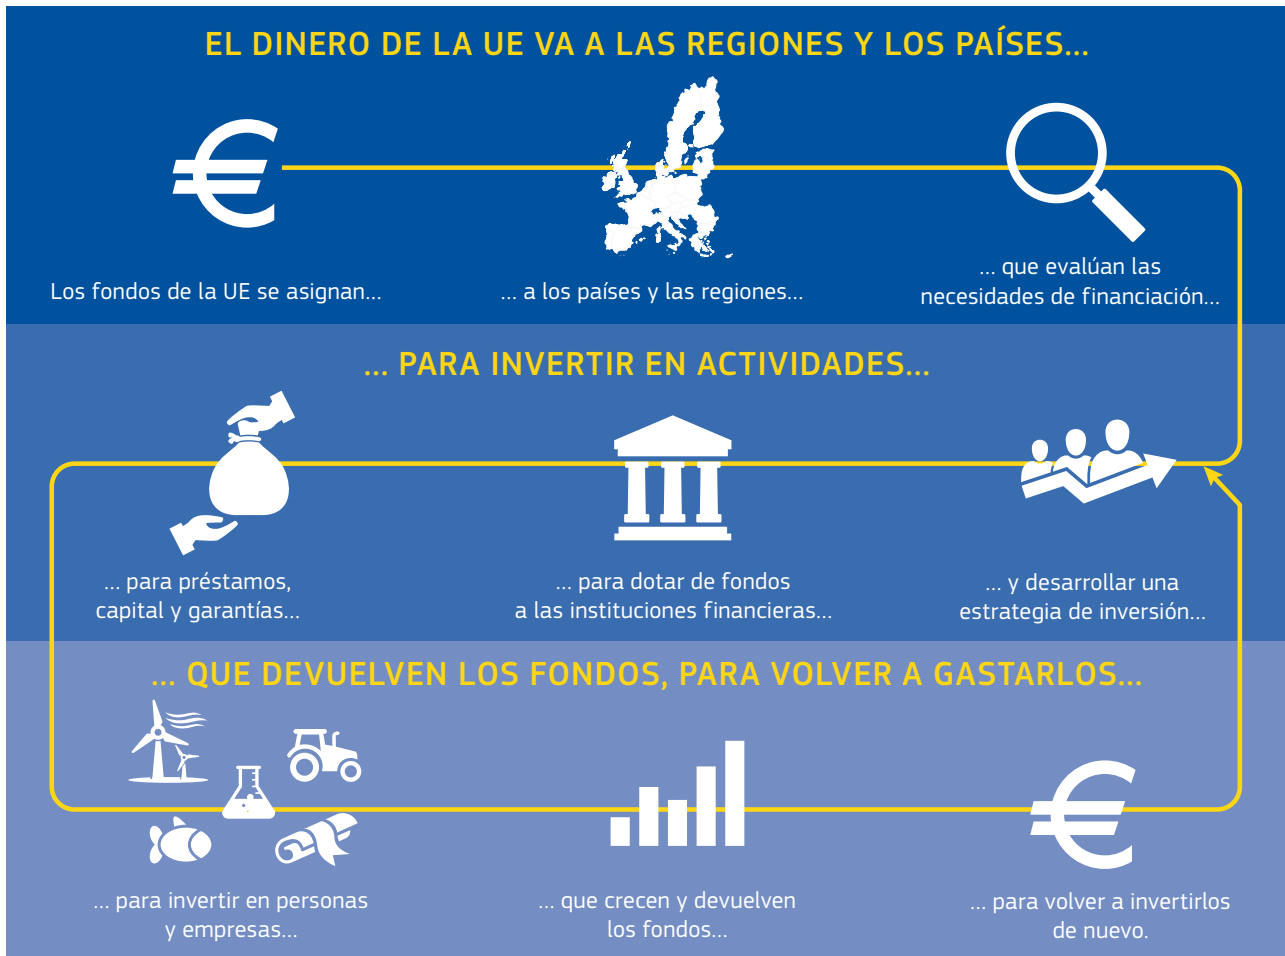 EL DINERO DE LA UE VA A LAS REGIONES Y LOS PAÍSES...
Los fondos de la UE se asignan...
... a los países y las regiones...
... que evalúan las
necesidades de financiación...
... PARA INVERTIR EN ACTIVIDADES...
... para préstamos,
capital y garantías...
... para dotar de fondos
a las instituciones financieras...
... y desarrollar una
estrategia de inversión...
... QUE DEVUELVEN LOS FONDOS, PARA VOLVER A GASTARLOS...
... para invertir en personas
y empresas...
... que crecen y devuelven
los fondos...
... para volver a invertirlos
de nuevo.